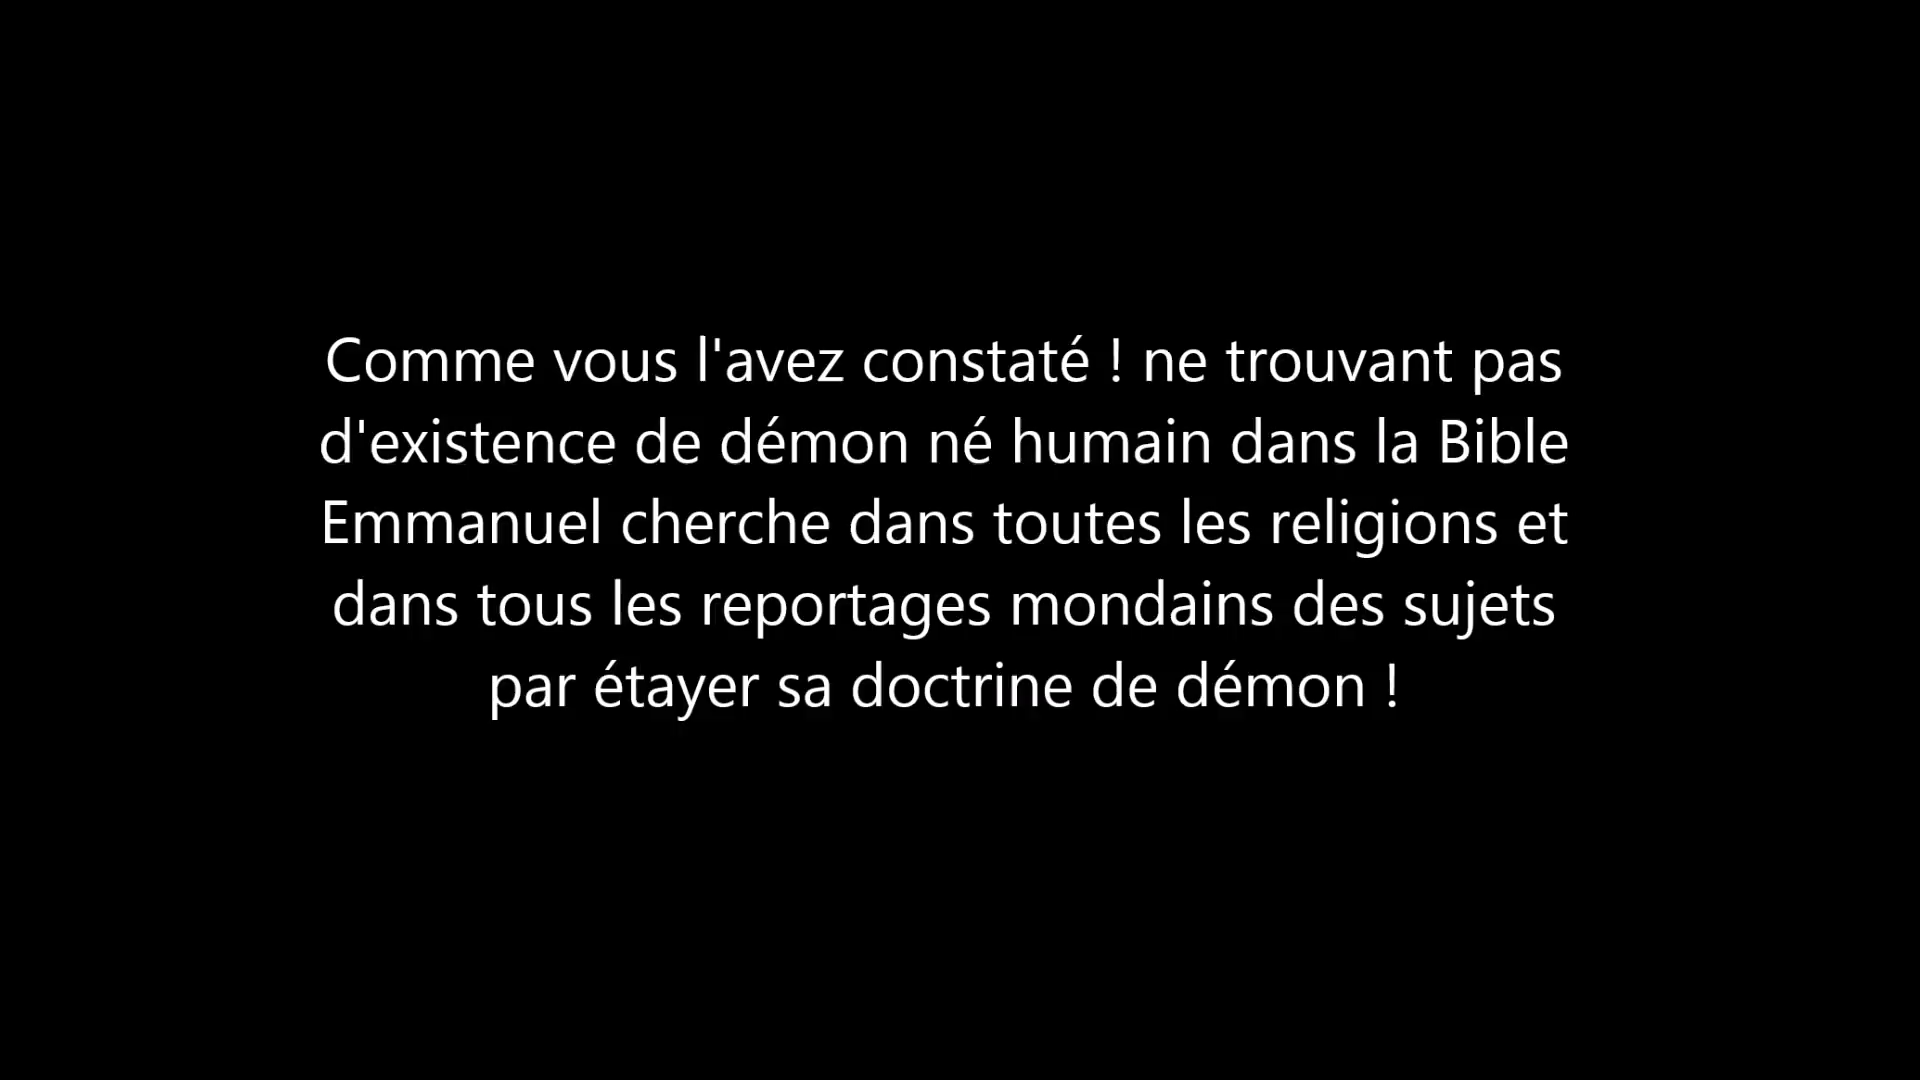 Comme vous l'avez constaté ! ne trouvant pas
d'existence de démon né humain dans la Bible
Emmanuel cherche dans toutes les religions et
dans tous les reportages mondains des sujets
par étayer sa doctrine de démon !